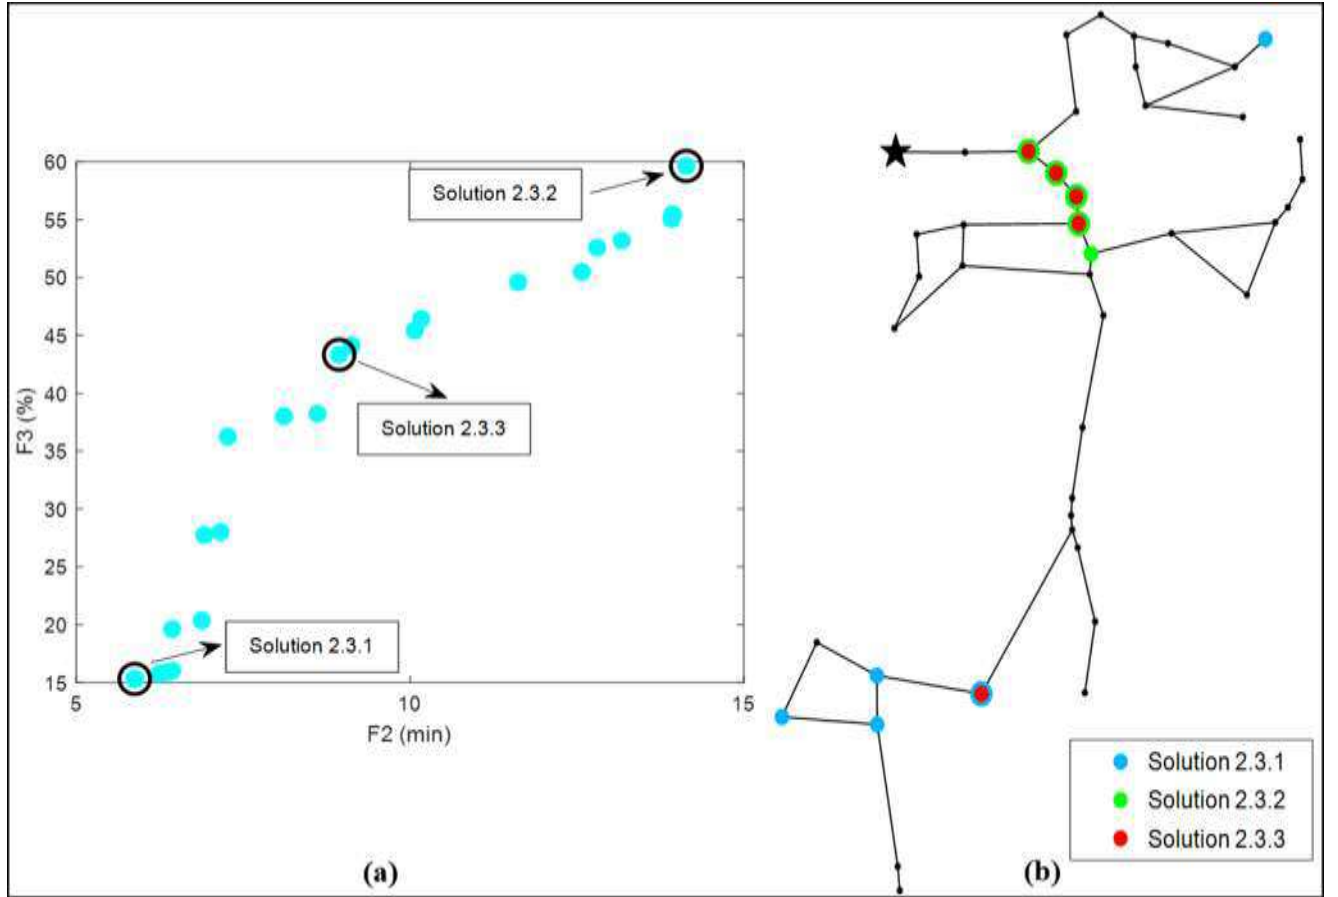 60
Solution 2.3.2
55
50
45
F3 (%)
40
Solution 2.3.3
35
30
25
20
Solution 2.3.1
15
5
10
15
F2 (min)
Solution 2.3.1
Solution 2.3.2
Solution 2.3.3
(a)
(b)